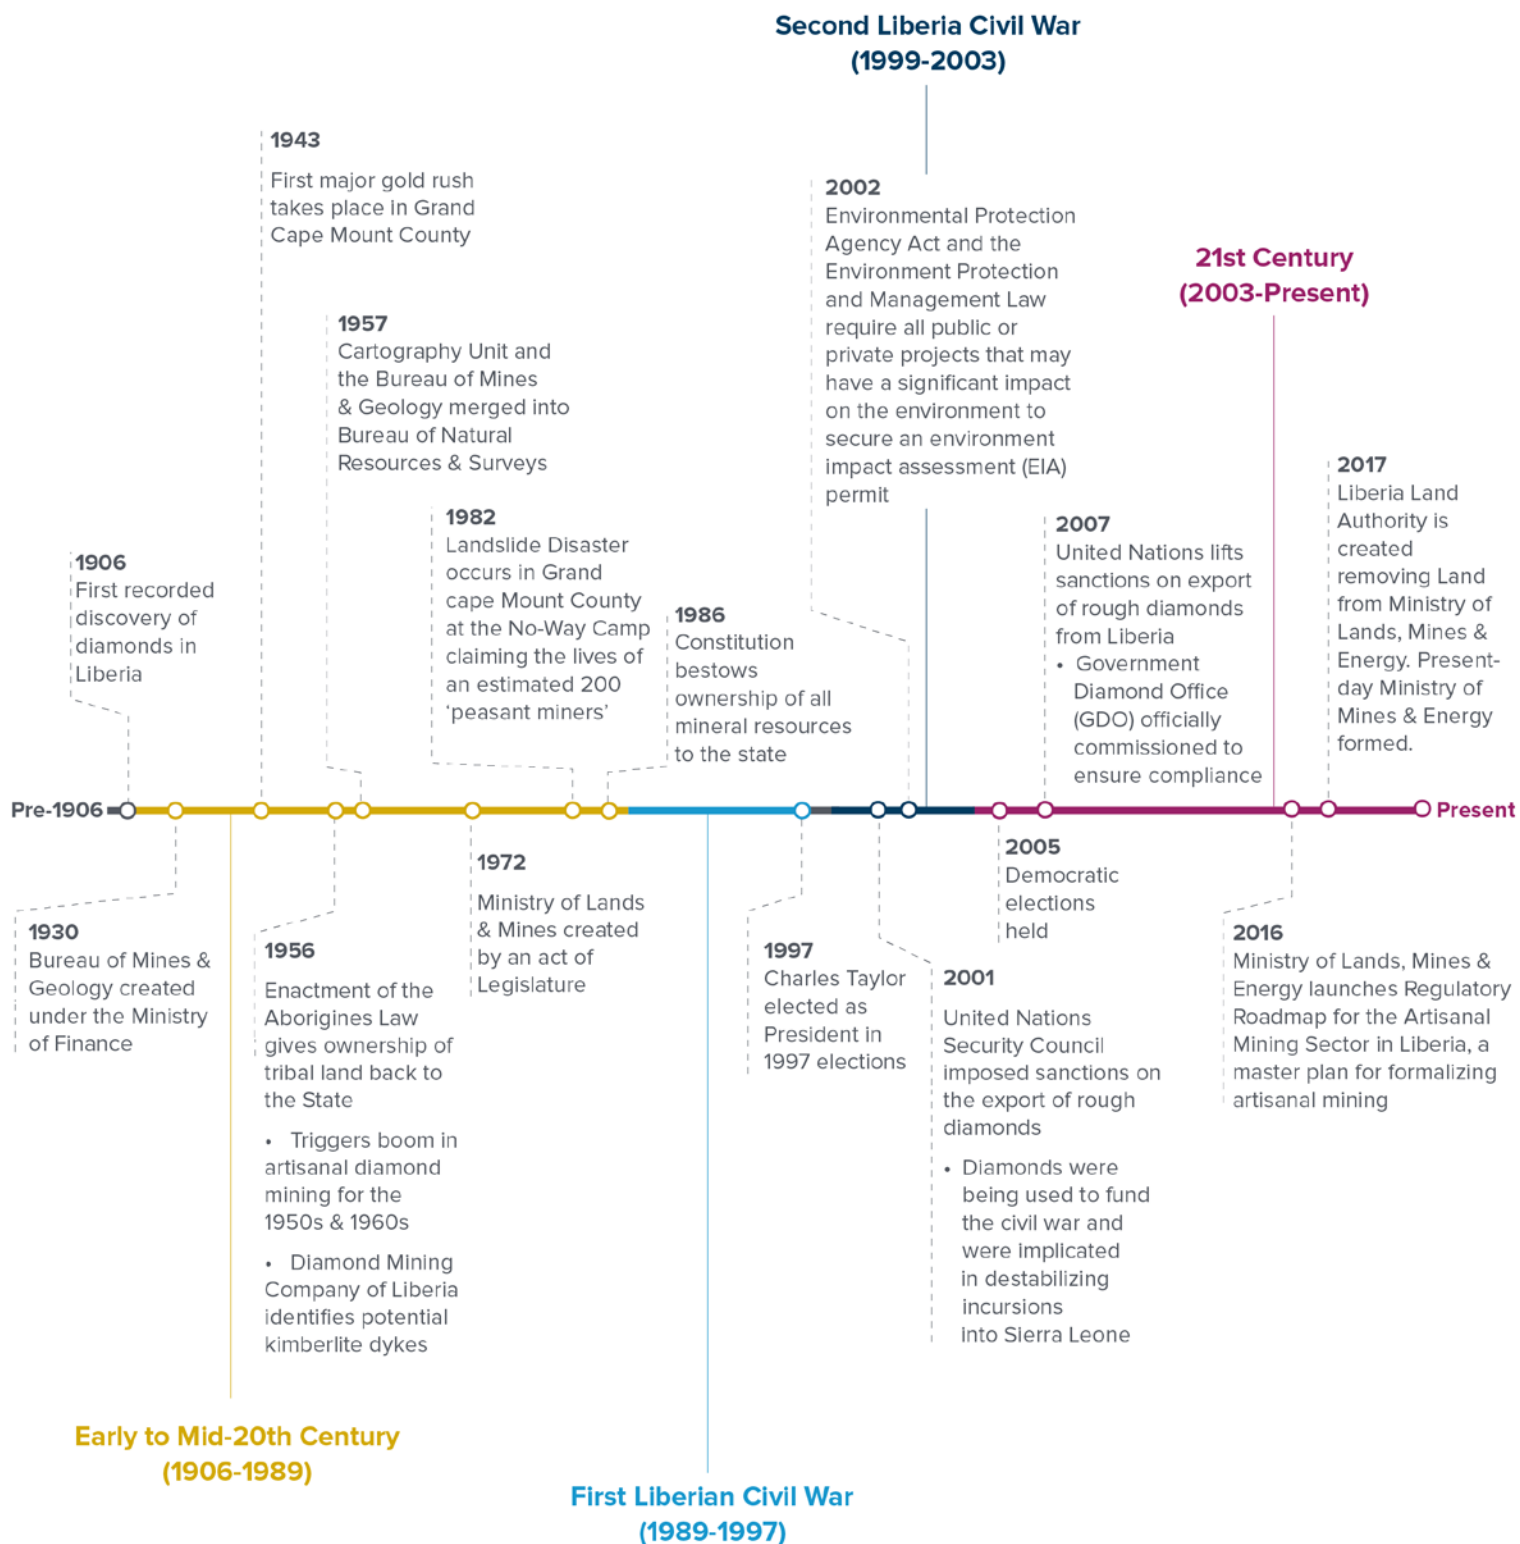 Second Liberia Civil War
(1999-2003)
1943
First major gold rush
takes place in Grand
Cape Mount County
2002
Environmental Protection
Agency Act and the
Environment Protection
and Management Law
require all public or
private projects that may
have a significant impact
on the environment to
secure an environment
impact assessment (EIA)
permit
21st Century
(2003-Present)
1957
Cartography Unit and
the Bureau of Mines
& Geology merged into
Bureau of Natural
Resources & Surveys
2017
Liberia Land
Authority is
created
removing Land
from Ministry of
Lands, Mines &
Energy. Present-
day Ministry of
Mines & Energy
formed.
1982
Landslide Disaster
occurs in Grand
cape Mount County
at the No-Way Camp
claiming the lives of
an estimated 200
‘peasant miners’
2007
United Nations lifts
sanctions on export
of rough diamonds
from Liberia
• Government
Diamond Office
(GDO) officially
commissioned to
ensure compliance
1906
First recorded
discovery of
diamonds in
Liberia
1986
Constitution
bestows
ownership of all
mineral resources
to the state
Pre-1906
Present
1930
Bureau of Mines &
Geology created
under the Ministry
of Finance
1956
Enactment of the
Aborigines Law
gives ownership of
tribal land back to
the State
• Triggers boom in
artisanal diamond
mining for the
1950s & 1960s
• Diamond Mining
Company of Liberia
identifies potential
kimberlite dykes
1972
Ministry of Lands
& Mines created
by an act of
Legislature
1997
Charles Taylor
elected as
President in
1997 elections
2001
United Nations
Security Council
imposed sanctions on
the export of rough
diamonds
• Diamonds were
being used to fund
the civil war and
were implicated
in destabilizing
incursions
into Sierra Leone
2005
Democratic
elections
held
2016
Ministry of Lands, Mines &
Energy launches Regulatory
Roadmap for the Artisanal
Mining Sector in Liberia, a
master plan for formalizing
artisanal mining
Early to Mid-20th Century
(1906-1989)
First Liberian Civil War
(1989-1997)